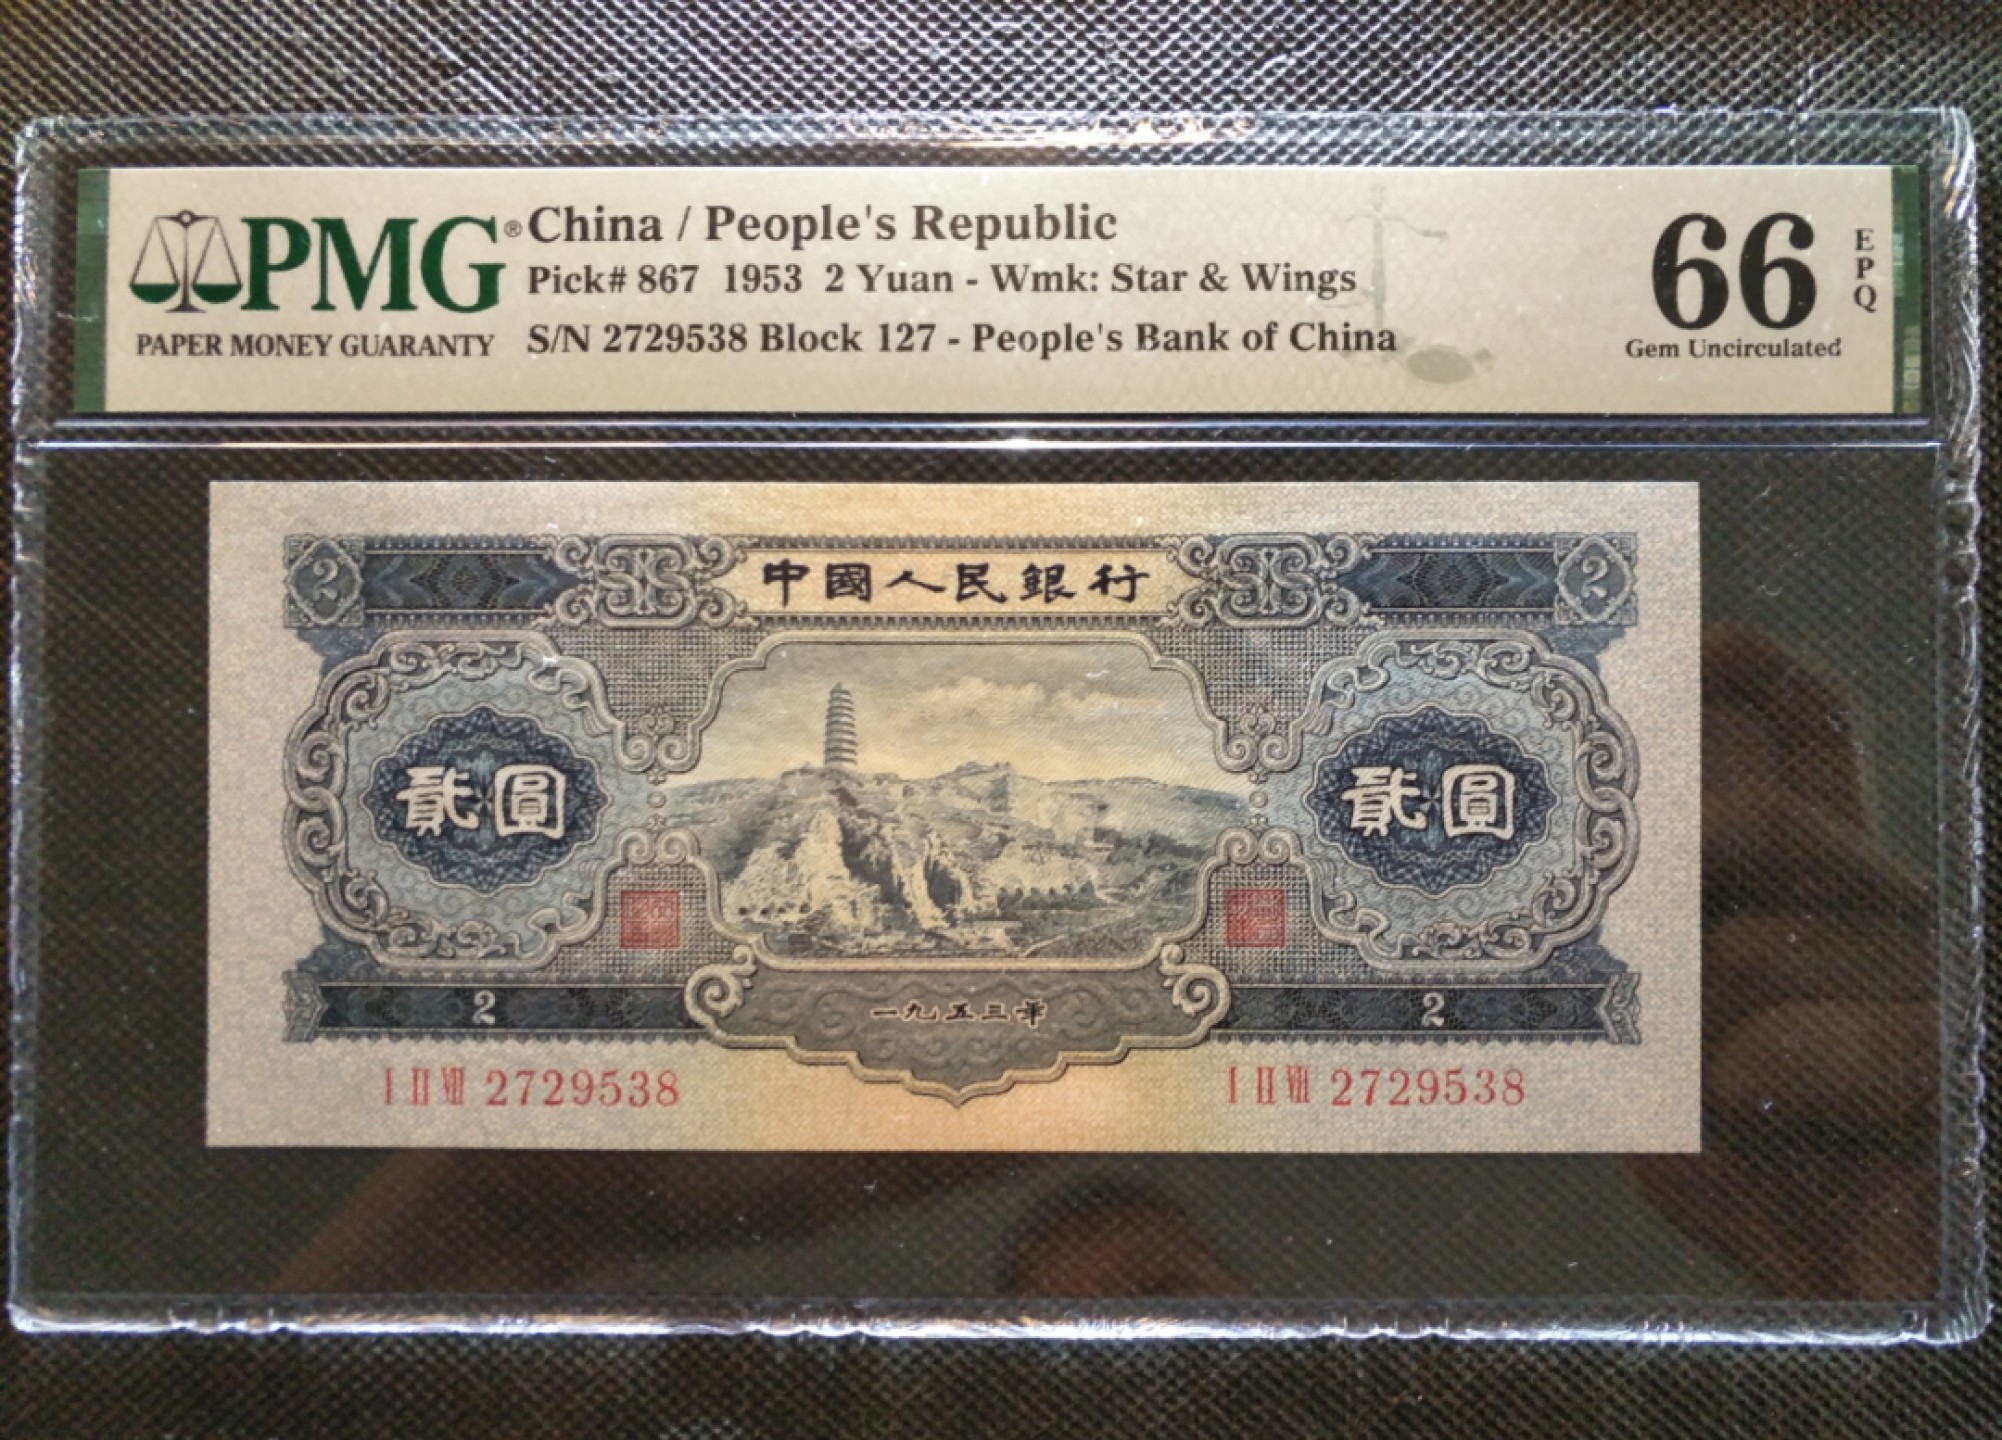 PMG® China / People's Republic
Pick# 867 1953 2 Yuan - Wmk: Star & Wings
PAPER MONEY GUARANTY S/N 2729538 Block 127 - People's Bank of China
66 EPQ
Gem Uncirculated
2 中國人民銀行 2
貳圓 貳圓
2 一九五三年 2
I II VII 2729538 I II VII 2729538